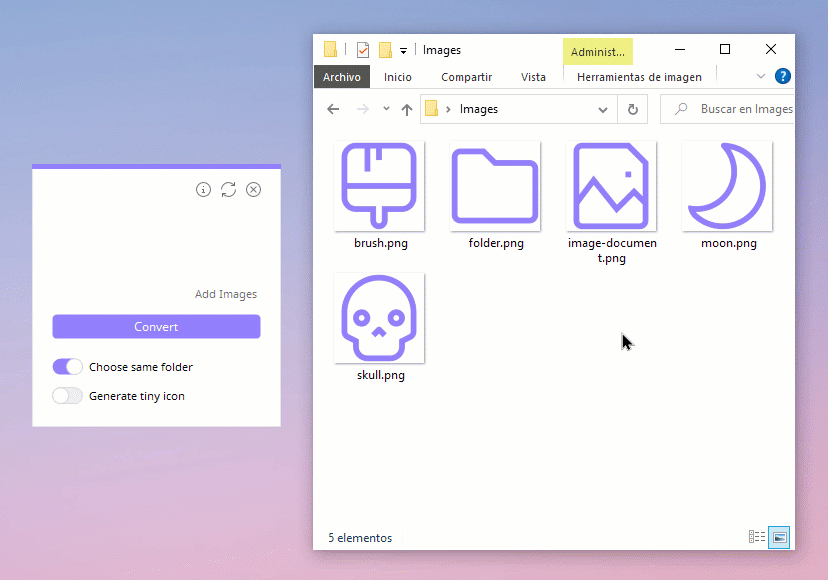 Images
Administ...
Archivo
Inicio
Compartir
Vista
Herramientas de imagen
?
Images
Buscar en Images
brush.png
folder.png
image-documen
t.png
moon.png
skull.png
5 elementos
Add Images
Convert
Choose same folder
Generate tiny icon